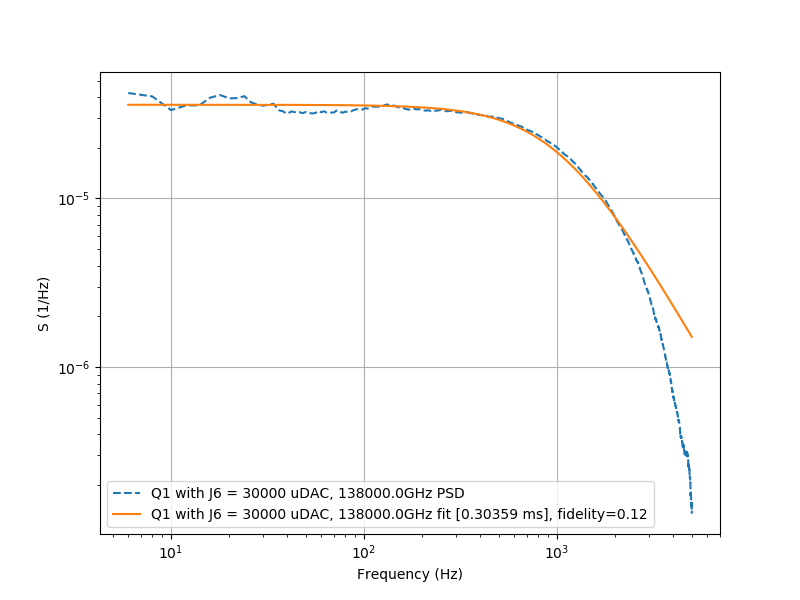 S (1/Hz)
10⁻⁵
10⁻⁶
Q1 with J6 = 30000 uDAC, 138000.0GHz PSD
Q1 with J6 = 30000 uDAC, 138000.0GHz fit [0.30359 ms], fidelity=0.12
10¹ 10² 10³
Frequency (Hz)